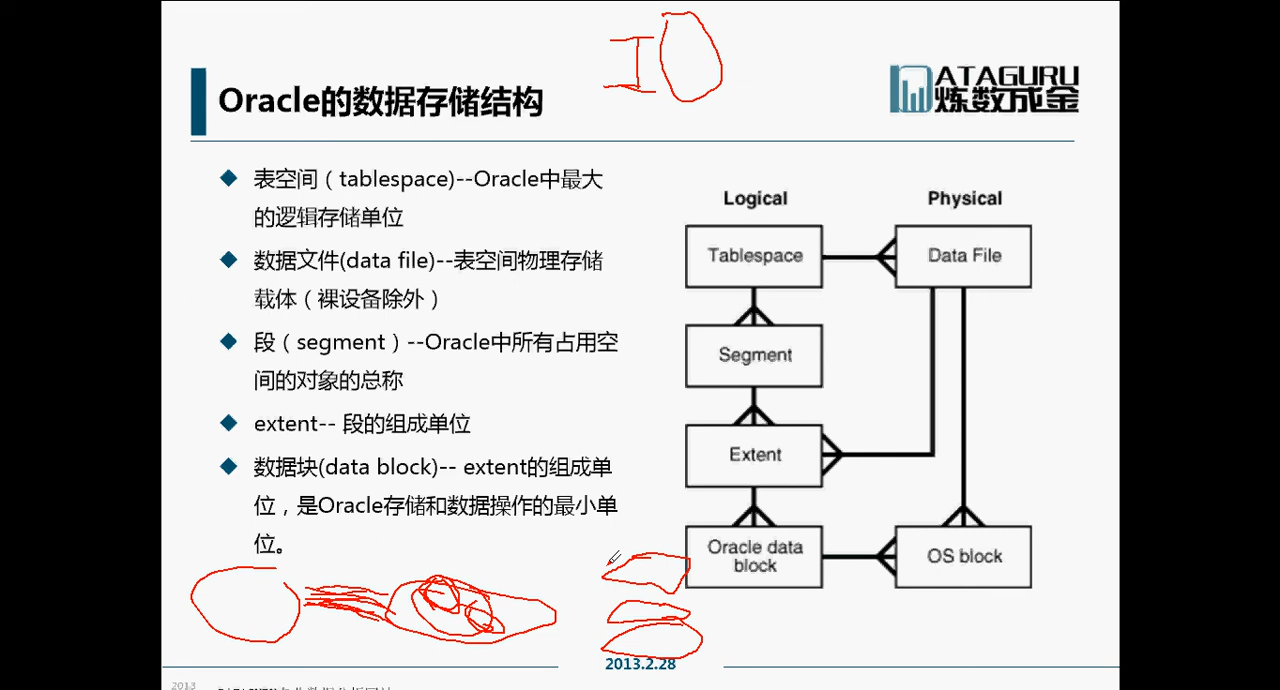 IO
Oracle的数据存储结构
ATAGURU
炼数成金
表空间（tablespace)--Oracle中最大
的逻辑存储单位
数据文件(data file)--表空间物理存储
载体（裸设备除外）
段（segment）--Oracle中所有占用空
间的对象的总称
extent-- 段的组成单位
数据块(data block)-- extent的组成单
位，是Oracle存储和数据操作的最小单
位。
Logical
Physical
Tablespace
Data File
Segment
Extent
Oracle data
block
OS block
2013.2.28
2013